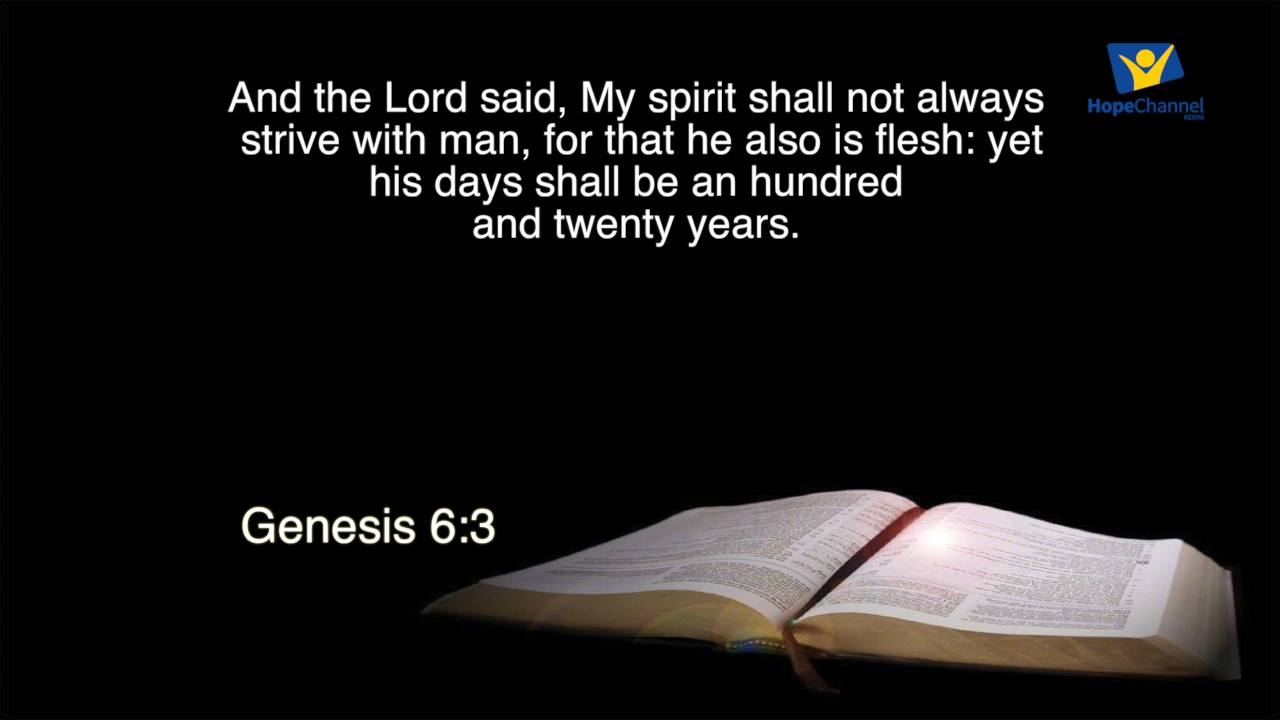 And the Lord said, My spirit shall not always
strive with man, for that he also is flesh: yet
his days shall be an hundred
and twenty years.
HopeChannel
KENYA
Genesis 6:3